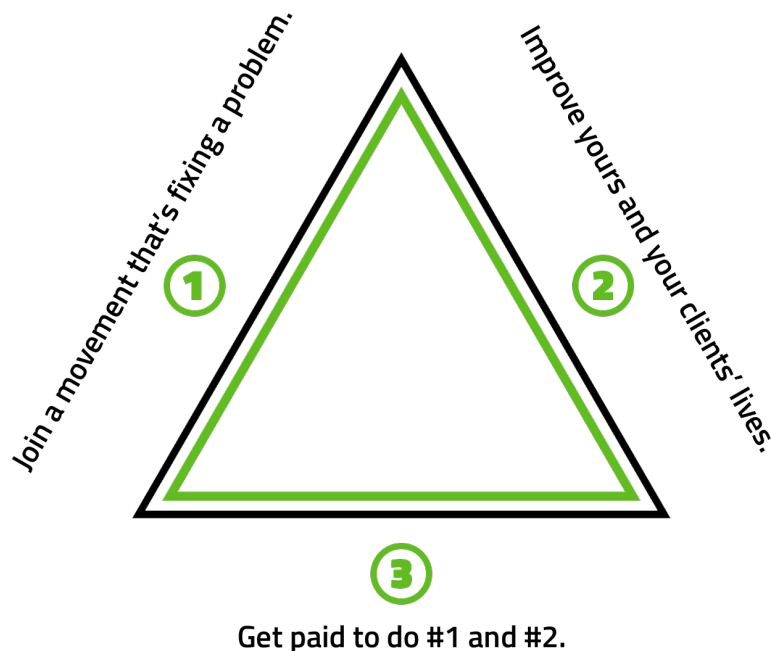 Join a movement that's fixing a problem.
1
Improve yours and your clients' lives.
2
3
Get paid to do #1 and #2.